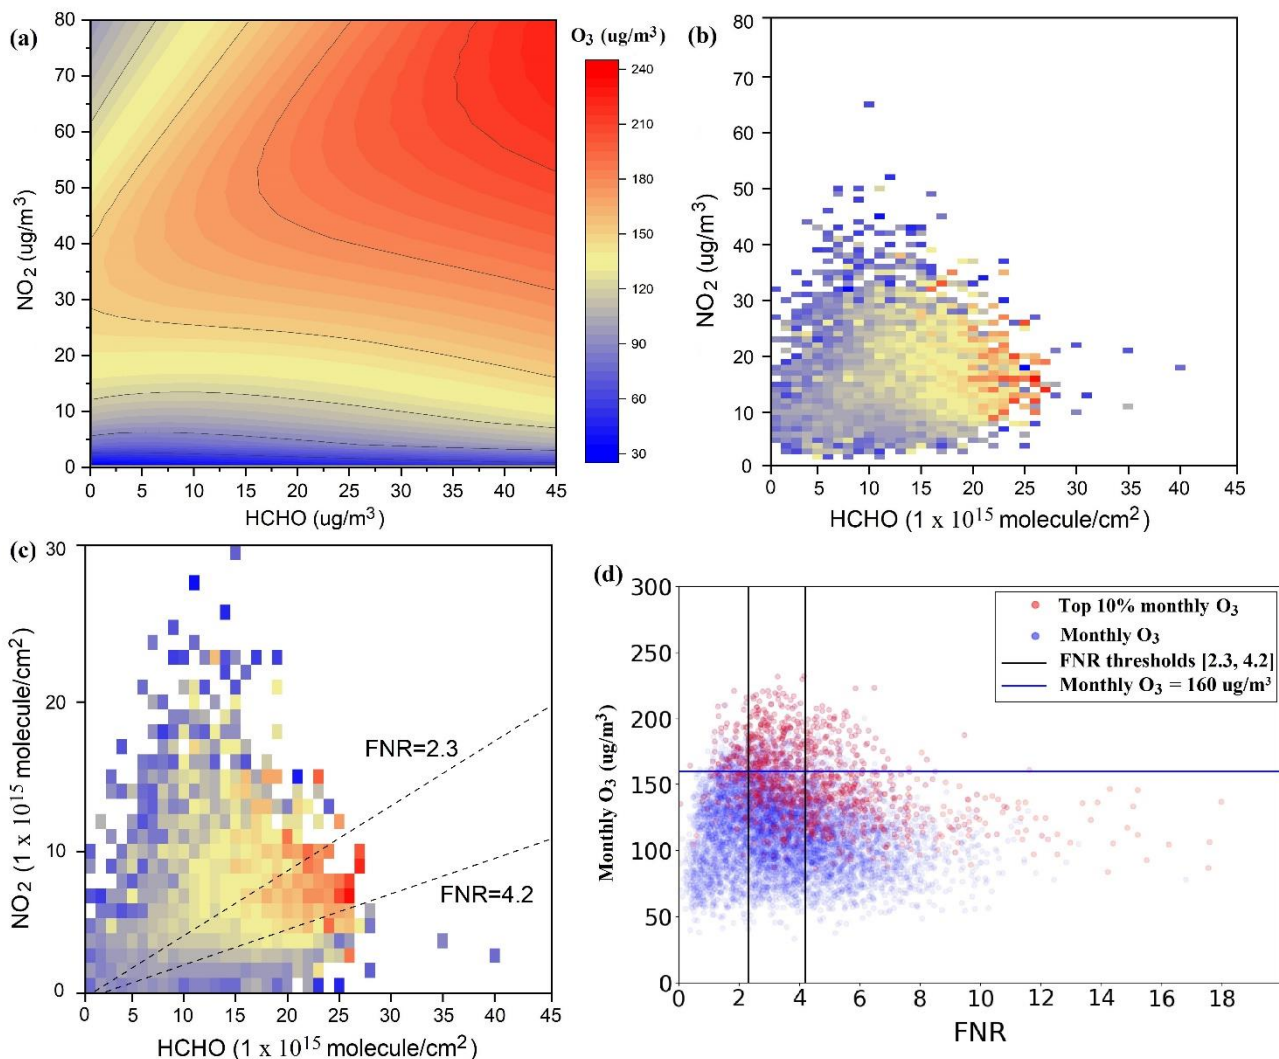 (a)
80
70
60
50
40
30
20
10
0
NO2 (ug/m3)
0 5 10 15 20 25 30 35 40 45
HCHO (ug/m3)
O3 (ug/m3)
240
210
180
150
120
90
60
30
(b)
80
70
60
50
40
30
20
10
0
NO2 (ug/m3)
0 5 10 15 20 25 30 35 40 45
HCHO (1 x 10^15 molecule/cm2)
(c)
30
20
10
0
NO2 (1 x 10^15 molecule/cm2)
FNR=2.3
FNR=4.2
0 5 10 15 20 25 30 35 40 45
HCHO (1 x 10^15 molecule/cm2)
(d)
300
250
200
150
100
50
0
Monthly O3 (ug/m3)
Top 10% monthly O3
Monthly O3
FNR thresholds [2.3, 4.2]
Monthly O3 = 160 ug/m3
0 2 4 6 8 10 12 14 16 18
FNR